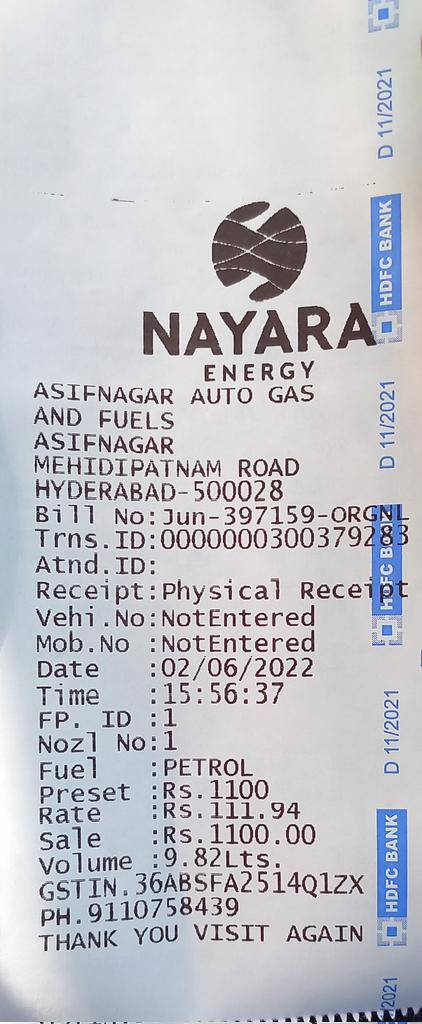 NAYARA
ENERGY
ASIFNAGAR AUTO GAS
AND FUELS
ASIFNAGAR
MEHIDIPATNAM ROAD
HYDERABAD-500028
Bill No:Jun-397159-ORGNL
Trns.ID:0000000300379283
Atnd.ID:
Receipt:Physical Receipt
Vehi.No:NotEntered
Mob.No :NotEntered
Date :02/06/2022
Time :15:56:37
FP. ID :1
Nozl No:1
Fuel :PETROL
Preset :Rs.1100
Rate :Rs.111.94
Sale :Rs.1100.00
Volume :9.82Lts.
GSTIN.36ABSFA2514Q1ZX
PH.9110758439
THANK YOU VISIT AGAIN
D 11/2021
HDFC BANK
D 11/2021
HDFC BANK
D 11/2021
HDFC BANK
/2021